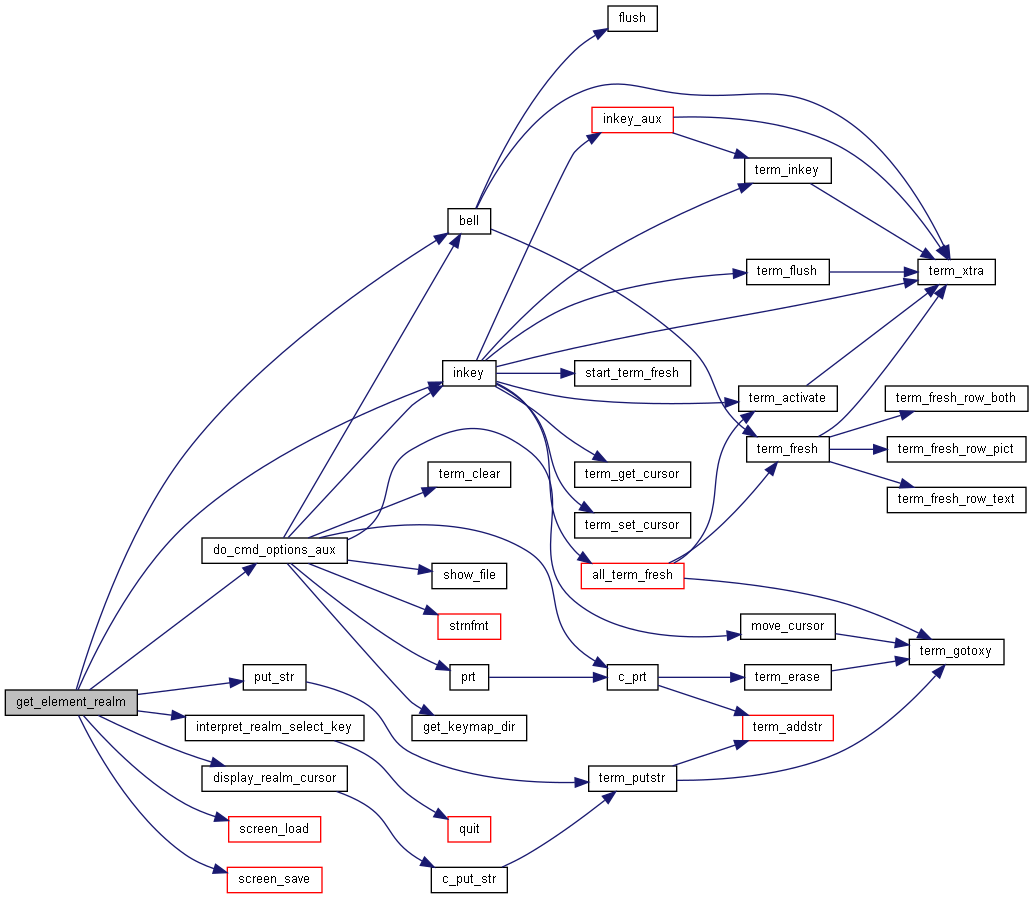 flush
inkey_aux
term_inkey
bell
term_flush
term_xtra
inkey
start_term_fresh
term_activate
term_fresh_row_both
term_fresh
term_fresh_row_pict
term_clear
term_get_cursor
term_fresh_row_text
term_set_cursor
do_cmd_options_aux
show_file
all_term_fresh
strnfmt
move_cursor
term_gotoxy
put_str
prt
c_prt
term_erase
get_element_realm
interpret_realm_select_key
get_keymap_dir
term_addstr
display_realm_cursor
term_putstr
screen_load
quit
screen_save
c_put_str